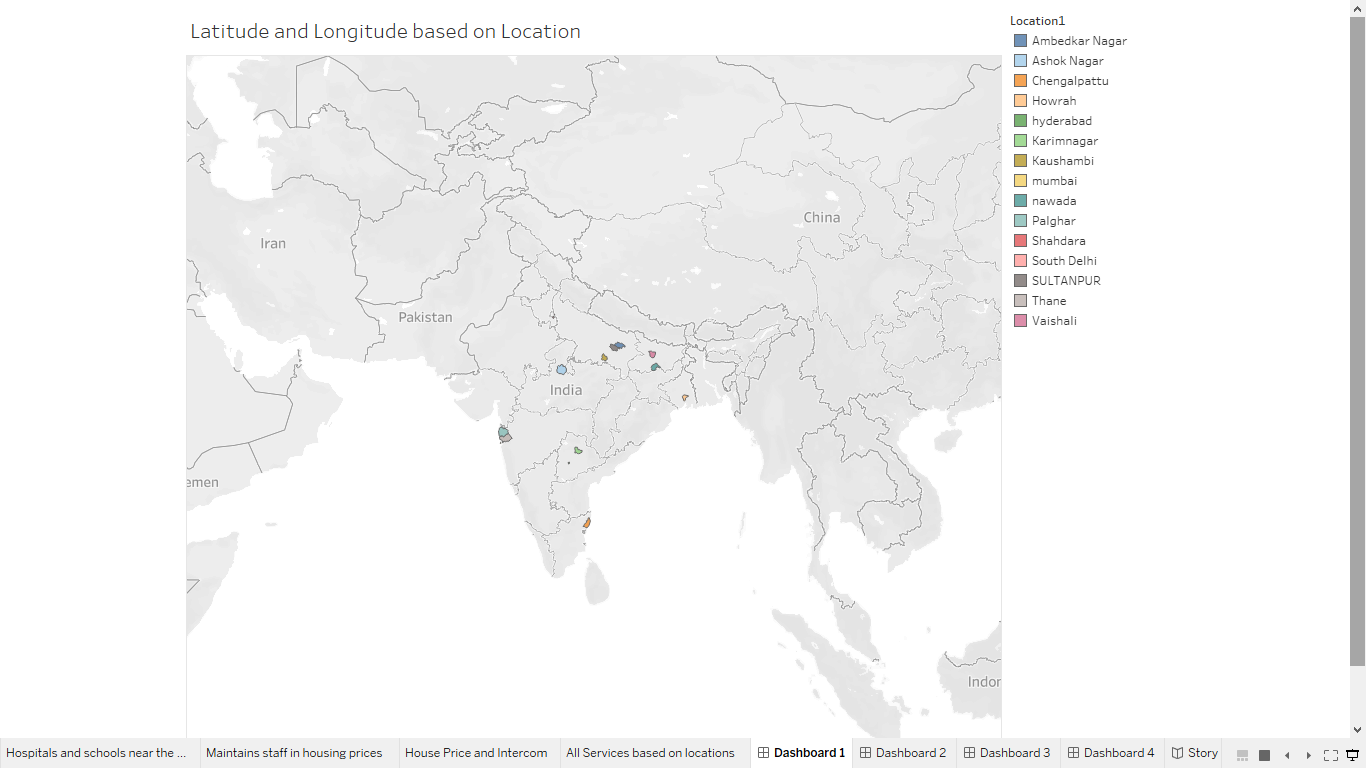 Latitude and Longitude based on Location
Location1
Ambedkar Nagar
Ashok Nagar
Chengalpattu
Howrah
hyderabad
Karimnagar
Kaushambi
mumbai
nawada
Palghar
Shahdara
South Delhi
SULTANPUR
Thane
Vaishali
China
Iran
Pakistan
India
emen
Indor
Hospitals and schools near the ...
Maintains staff in housing prices
House Price and Intercom
All Services based on locations
Dashboard 1
Dashboard 2
Dashboard 3
Dashboard 4
Story